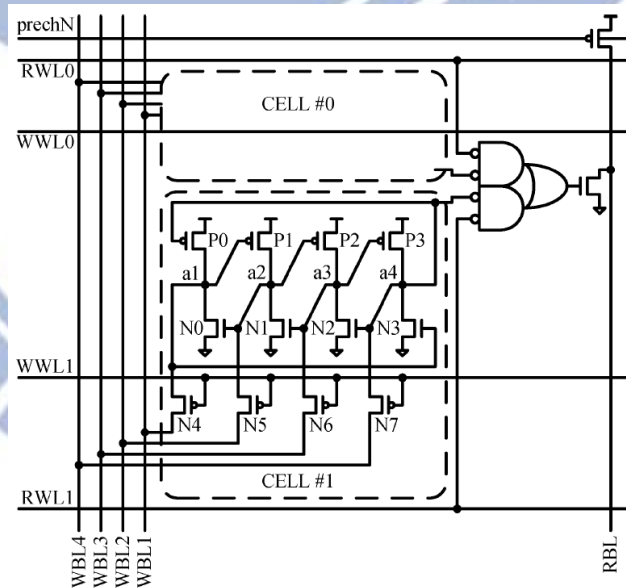 prechN
RWL0
CELL #0
WWL0
P0 P1 P2 P3
a1 a2 a3 a4
N0 N1 N2 N3
WWL1
N4 N5 N6 N7
CELL #1
RWL1
WBL4
WBL3
WBL2
WBL1
RBL